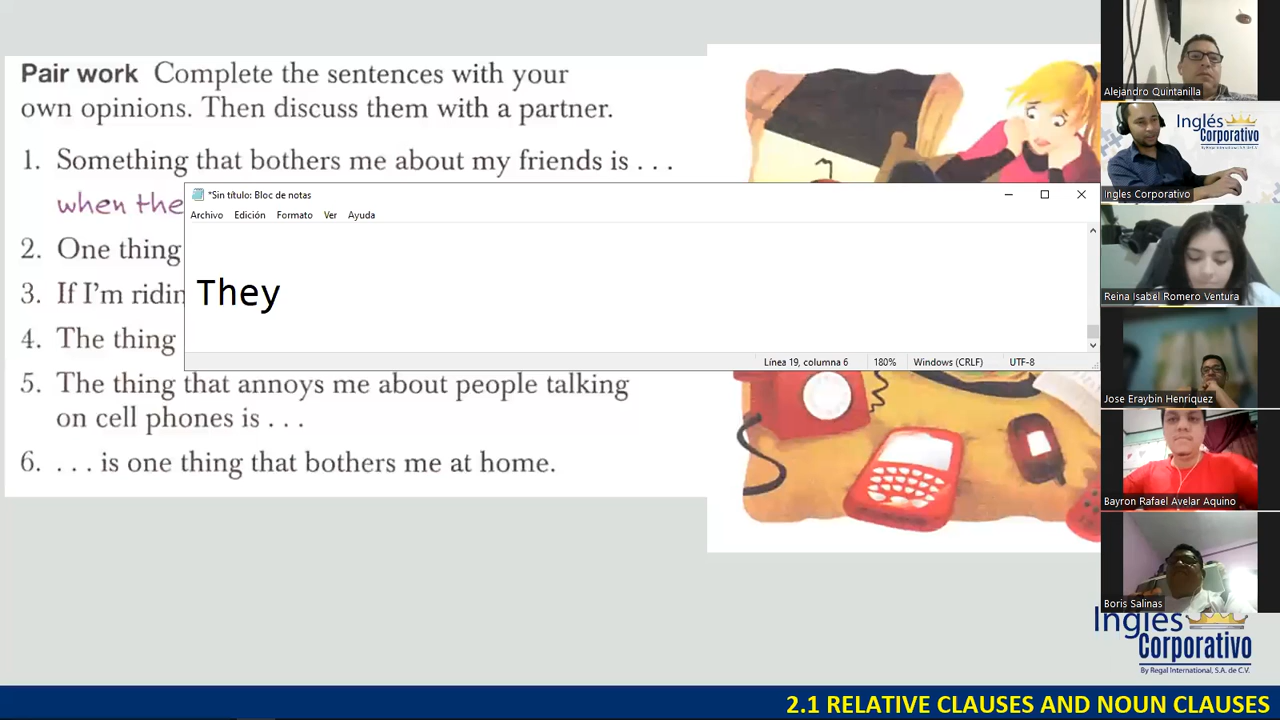 Pair work Complete the sentences with your
own opinions. Then discuss them with a partner.
1. Something that bothers me about my friends is . . .
when the
2. One thing
3. If I'm ridin
4. The thing
5. The thing that annoys me about people talking
on cell phones is . . .
6. . . . is one thing that bothers me at home.
*Sin título: Bloc de notas
Archivo Edición Formato Ver Ayuda
They
Línea 19, columna 6 180% Windows (CRLF) UTF-8
Alejandro Quintanilla
Inglés
Corporativo
By Regal International, S.A. de C.V.
Ingles Corporativo
Reina Isabel Romero Ventura
Jose Eraybin Henriquez
Bayron Rafael Avelar Aquino
Boris Salinas
Inglés
Corporativo
By Regal International, S.A. de C.V.
2.1 RELATIVE CLAUSES AND NOUN CLAUSES